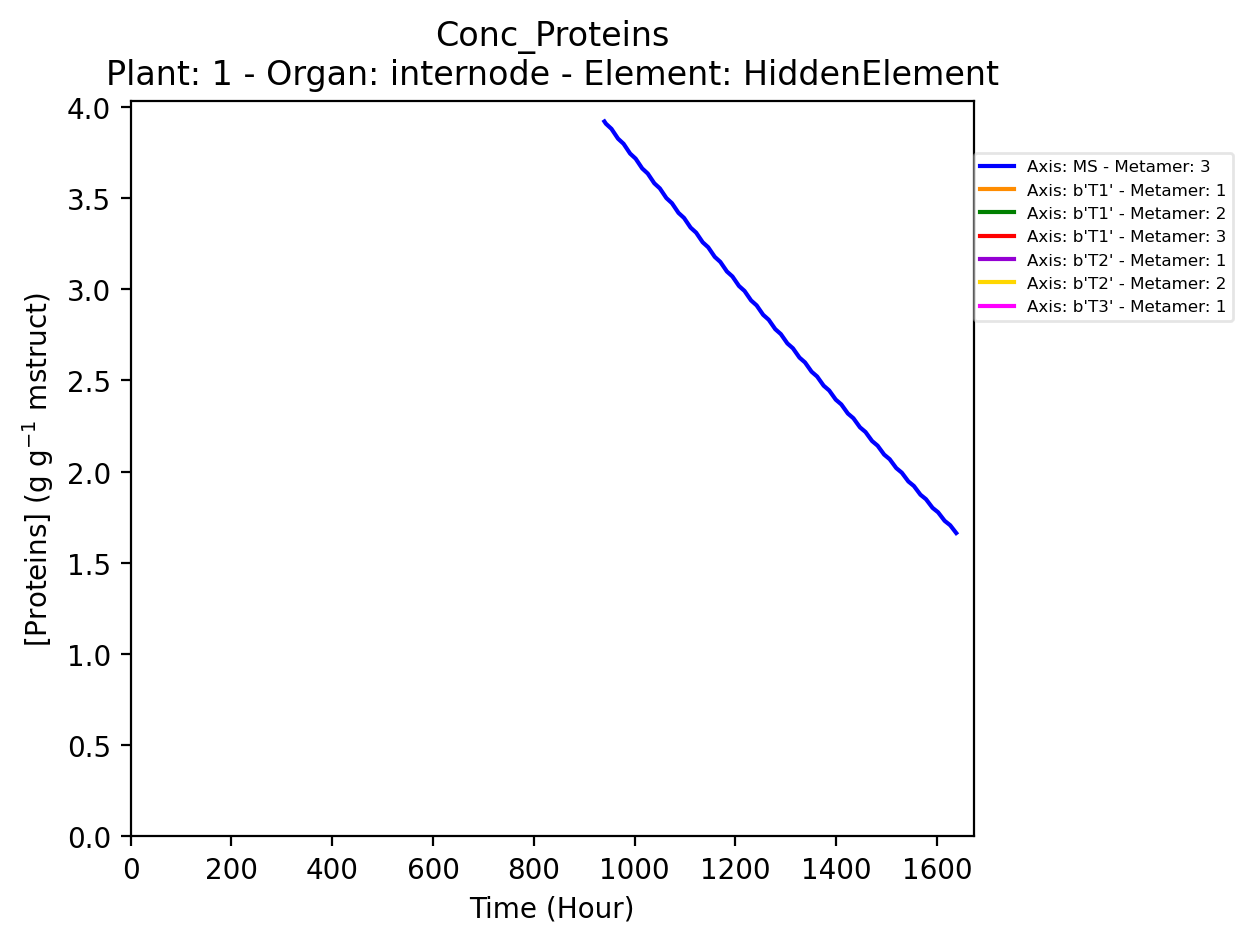 Conc_Proteins
Plant: 1 - Organ: internode - Element: HiddenElement
4.0
3.5
3.0
2.5
2.0
1.5
1.0
0.5
0.0
[Proteins] (g g⁻¹ mstruct)
0 200 400 600 800 1000 1200 1400 1600
Time (Hour)
Axis: MS - Metamer: 3
Axis: b'T1' - Metamer: 1
Axis: b'T1' - Metamer: 2
Axis: b'T1' - Metamer: 3
Axis: b'T2' - Metamer: 1
Axis: b'T2' - Metamer: 2
Axis: b'T3' - Metamer: 1